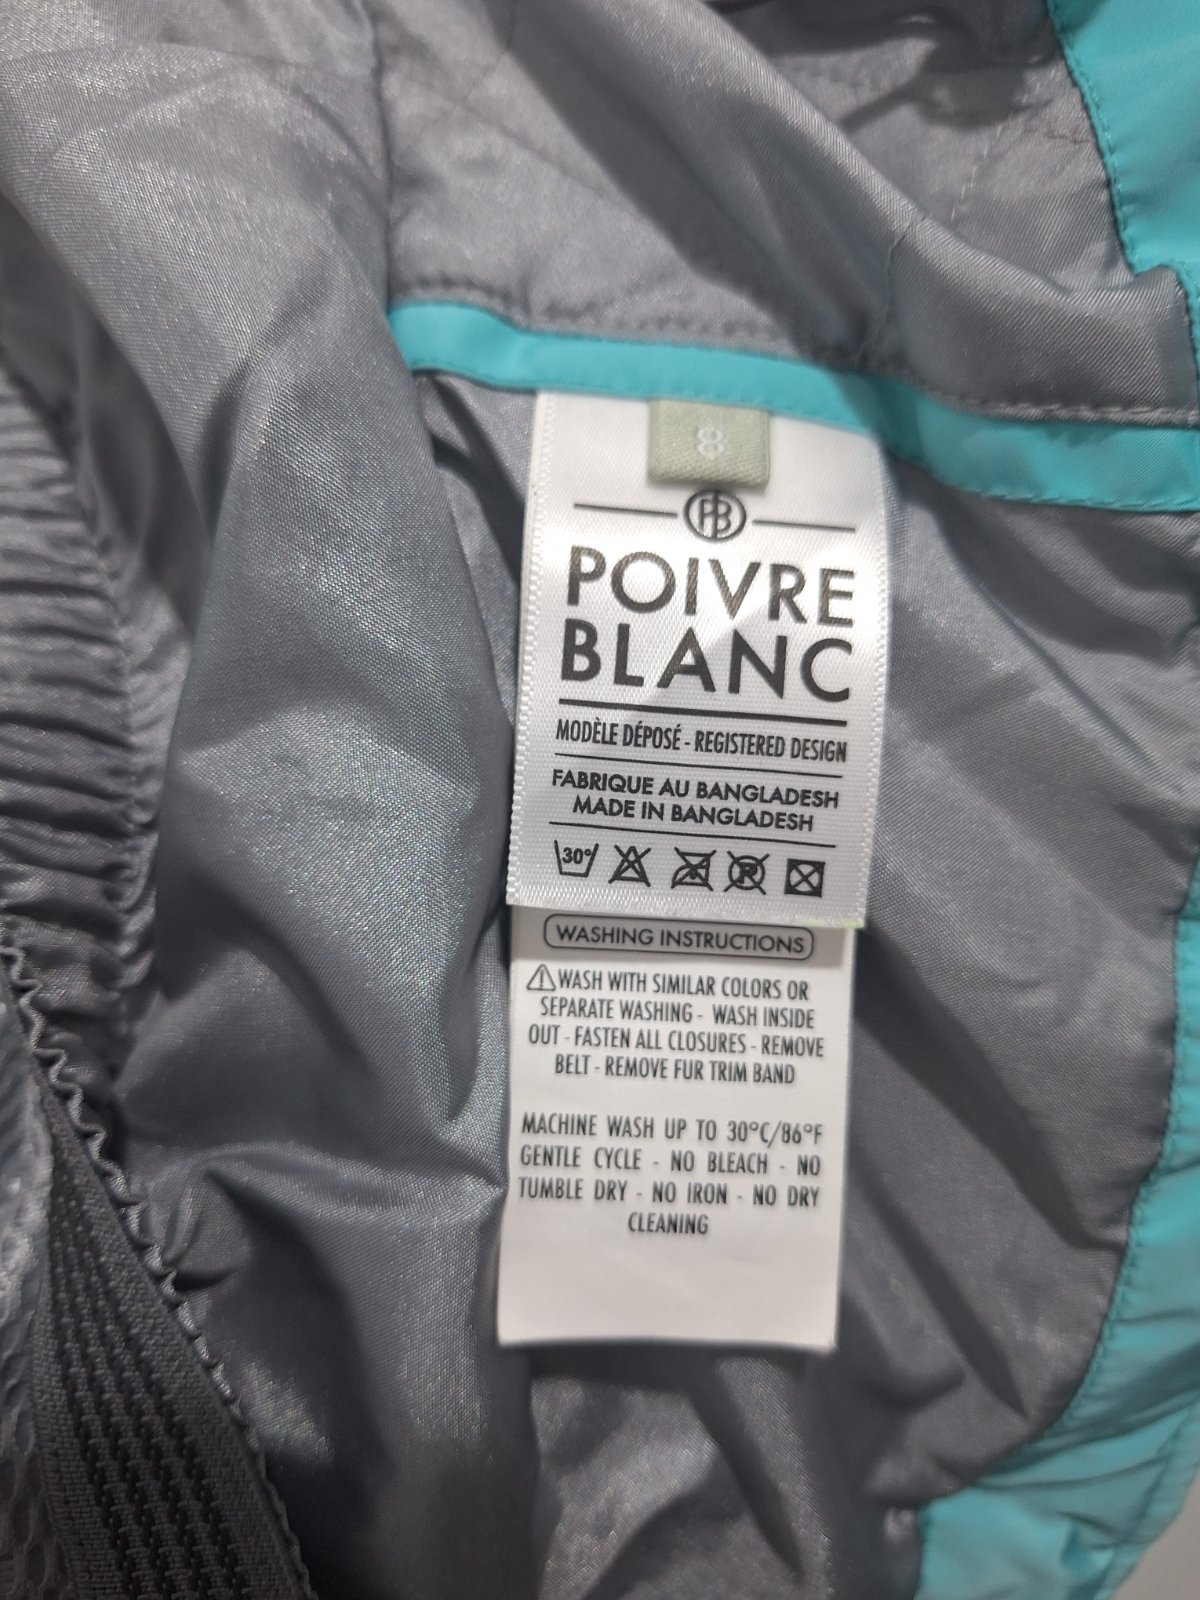 8
PB
POIVRE
BLANC
MODÈLE DÉPOSÉ - REGISTERED DESIGN
FABRIQUE AU BANGLADESH
MADE IN BANGLADESH
30°
WASHING INSTRUCTIONS
WASH WITH SIMILAR COLORS OR
SEPARATE WASHING - WASH INSIDE
OUT - FASTEN ALL CLOSURES - REMOVE
BELT - REMOVE FUR TRIM BAND
MACHINE WASH UP TO 30°C/86°F
GENTLE CYCLE - NO BLEACH - NO
TUMBLE DRY - NO IRON - NO DRY
CLEANING